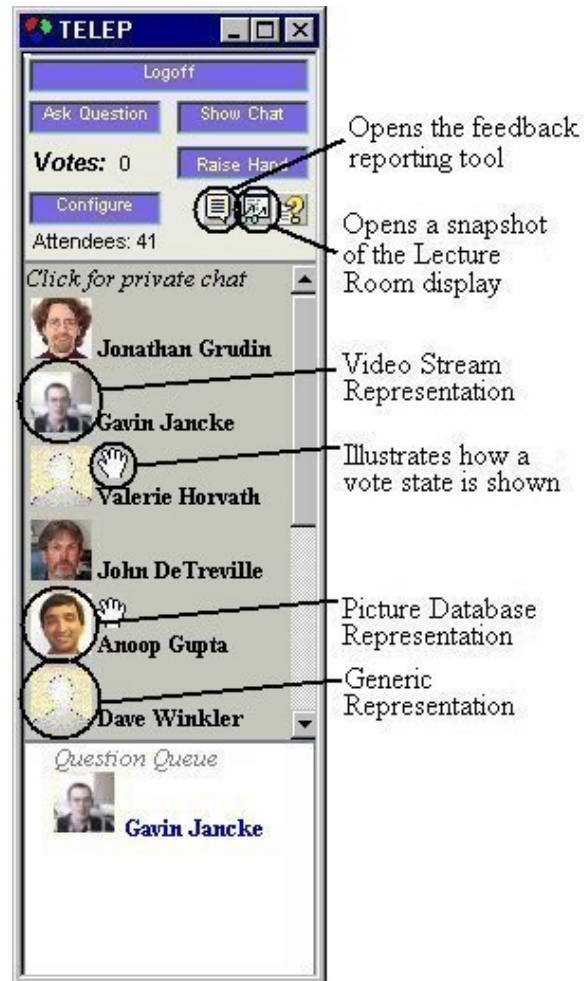 TELEP
Logoff
Ask Question
Show Chat
Votes: 0
Raise Hand
Configure
Attendees: 41
Click for private chat
Jonathan Grudin
Gavin Jancke
Valerie Horvath
John DeTreville
Anoop Gupta
Dave Winkler
Question Queue
Gavin Jancke
Opens the feedback
reporting tool
Opens a snapshot
of the Lecture
Room display
Video Stream
Representation
Illustrates how a
vote state is shown
Picture Database
Representation
Generic
Representation